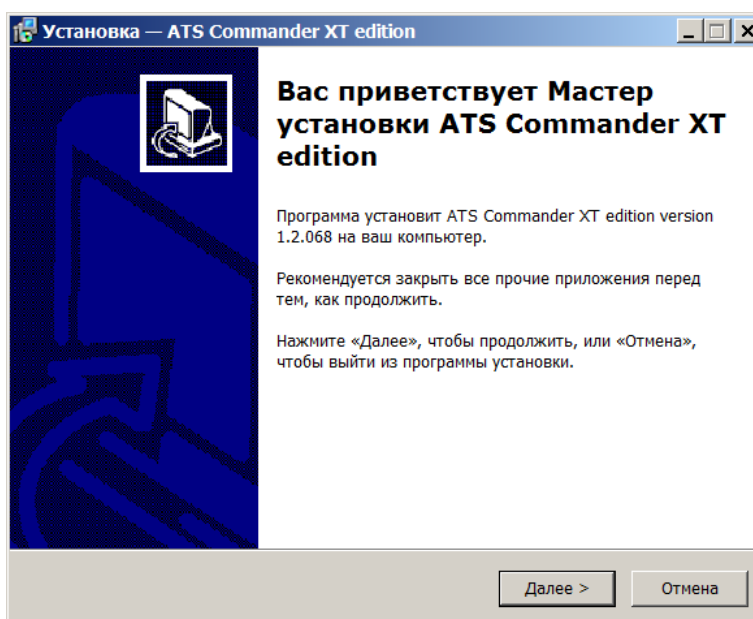 Установка — ATS Commander XT edition
Вас приветствует Мастер
установки ATS Commander XT
edition
Программа установит ATS Commander XT edition version
1.2.068 на ваш компьютер.
Рекомендуется закрыть все прочие приложения перед
тем, как продолжить.
Нажмите «Далее», чтобы продолжить, или «Отмена»,
чтобы выйти из программы установки.
Далее >
Отмена